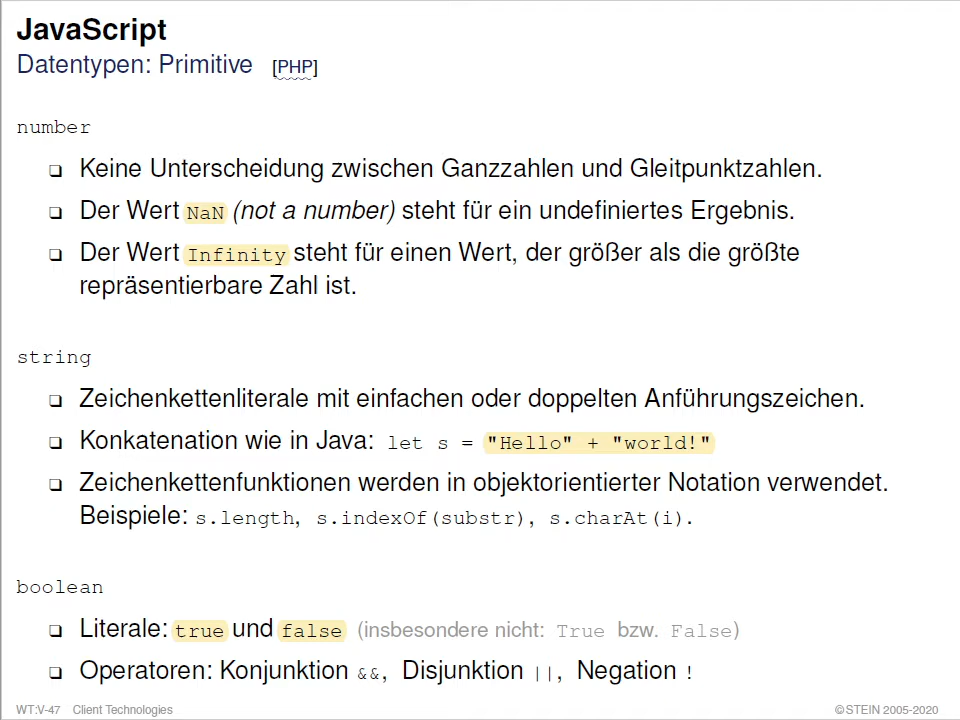 JavaScript
Datentypen: Primitive [PHP]
number
❑ Keine Unterscheidung zwischen Ganzzahlen und Gleitpunktzahlen.
❑ Der Wert NaN (not a number) steht für ein undefiniertes Ergebnis.
❑ Der Wert Infinity steht für einen Wert, der größer als die größte
repräsentierbare Zahl ist.
string
❑ Zeichenkettenliterale mit einfachen oder doppelten Anführungszeichen.
❑ Konkatenation wie in Java: let s = "Hello" + "world!"
❑ Zeichenkettenfunktionen werden in objektorientierter Notation verwendet.
Beispiele: s.length, s.indexOf(substr), s.charAt(i).
boolean
❑ Literale: true und false (insbesondere nicht: True bzw. False)
❑ Operatoren: Konjunktion &&, Disjunktion ||, Negation !
WT:V-47 Client Technologies ©STEIN 2005-2020